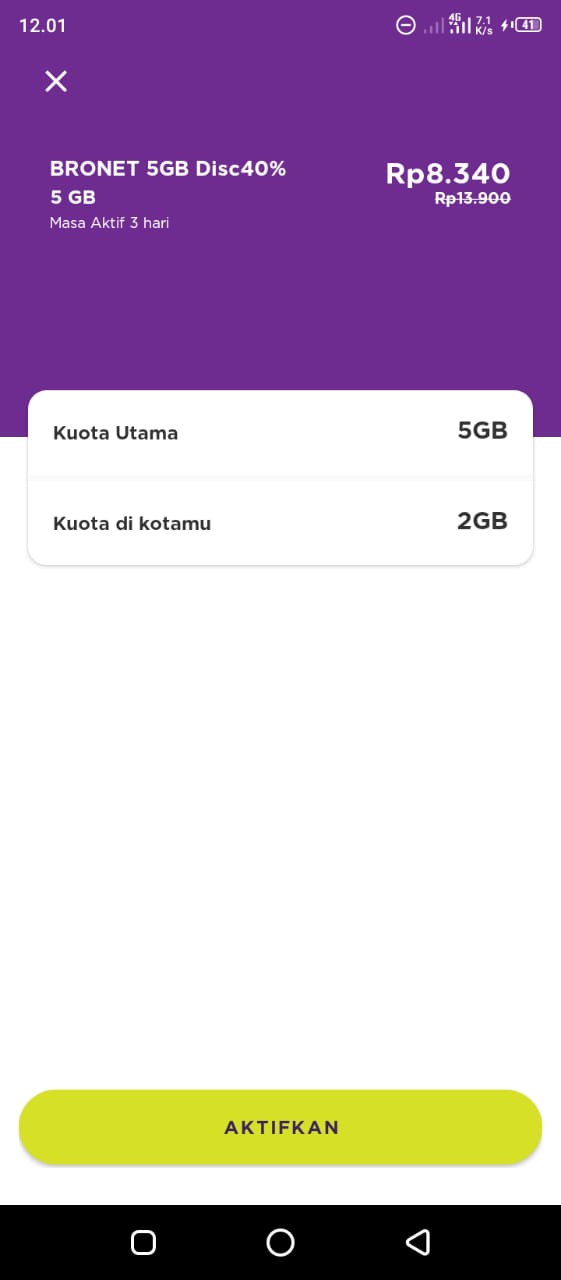 12.01
4G 7.1 K/s 41
BRONET 5GB Disc40% Rp8.340
5 GB Rp13.900
Masa Aktif 3 hari
Kuota Utama 5GB
Kuota di kotamu 2GB
AKTIFKAN